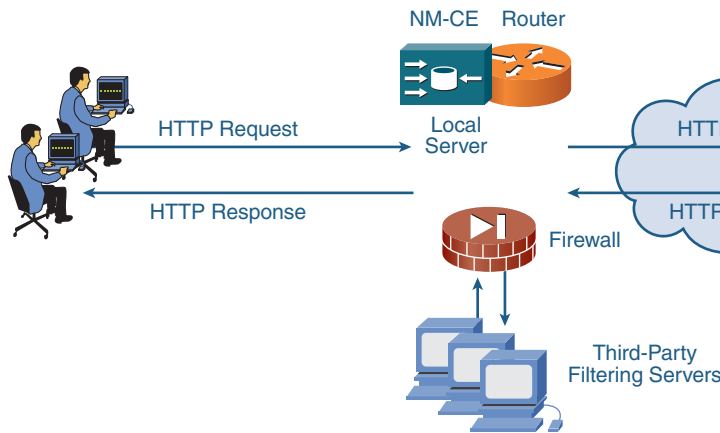 NM-CE Router
HTTP Request
Local
Server
HTTP Response
Firewall
Third-Party
Filtering Servers